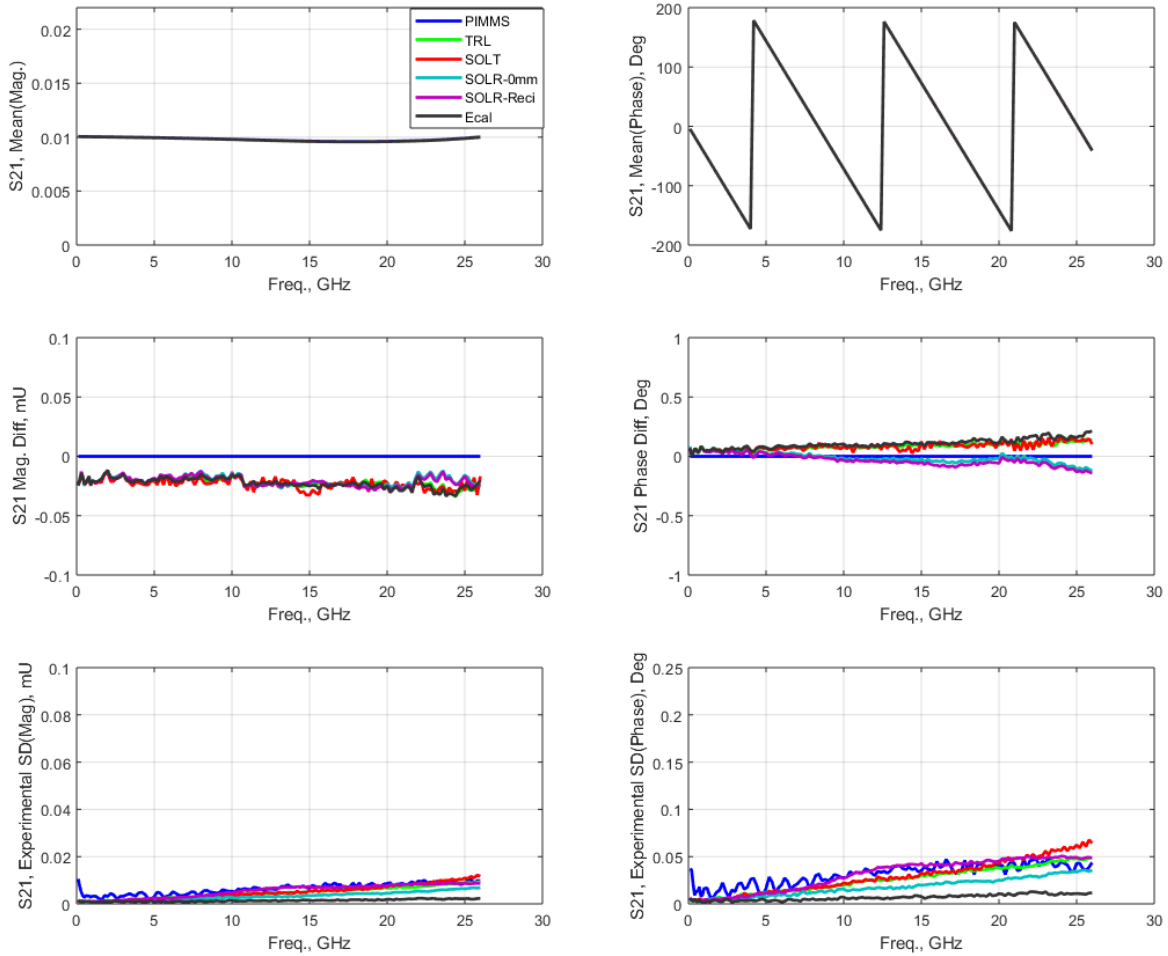 S21, Mean(Mag.)
0.02
0.015
0.01
0.005
0
0 5 10 15 20 25 30
Freq., GHz
PIMMS
TRL
SOLT
SOLR-0mm
SOLR-Reci
Ecal
S21, Mean(Phase), Deg
200
100
0
-100
-200
0 5 10 15 20 25 30
Freq., GHz
S21 Mag. Diff, mU
0.1
0.05
0
-0.05
-0.1
0 5 10 15 20 25 30
Freq., GHz
S21 Phase Diff, Deg
1
0.5
0
-0.5
-1
0 5 10 15 20 25 30
Freq., GHz
S21, Experimental SD(Mag), mU
0.1
0.08
0.06
0.04
0.02
0
0 5 10 15 20 25 30
Freq., GHz
S21, Experimental SD(Phase), Deg
0.25
0.2
0.15
0.1
0.05
0
0 5 10 15 20 25 30
Freq., GHz